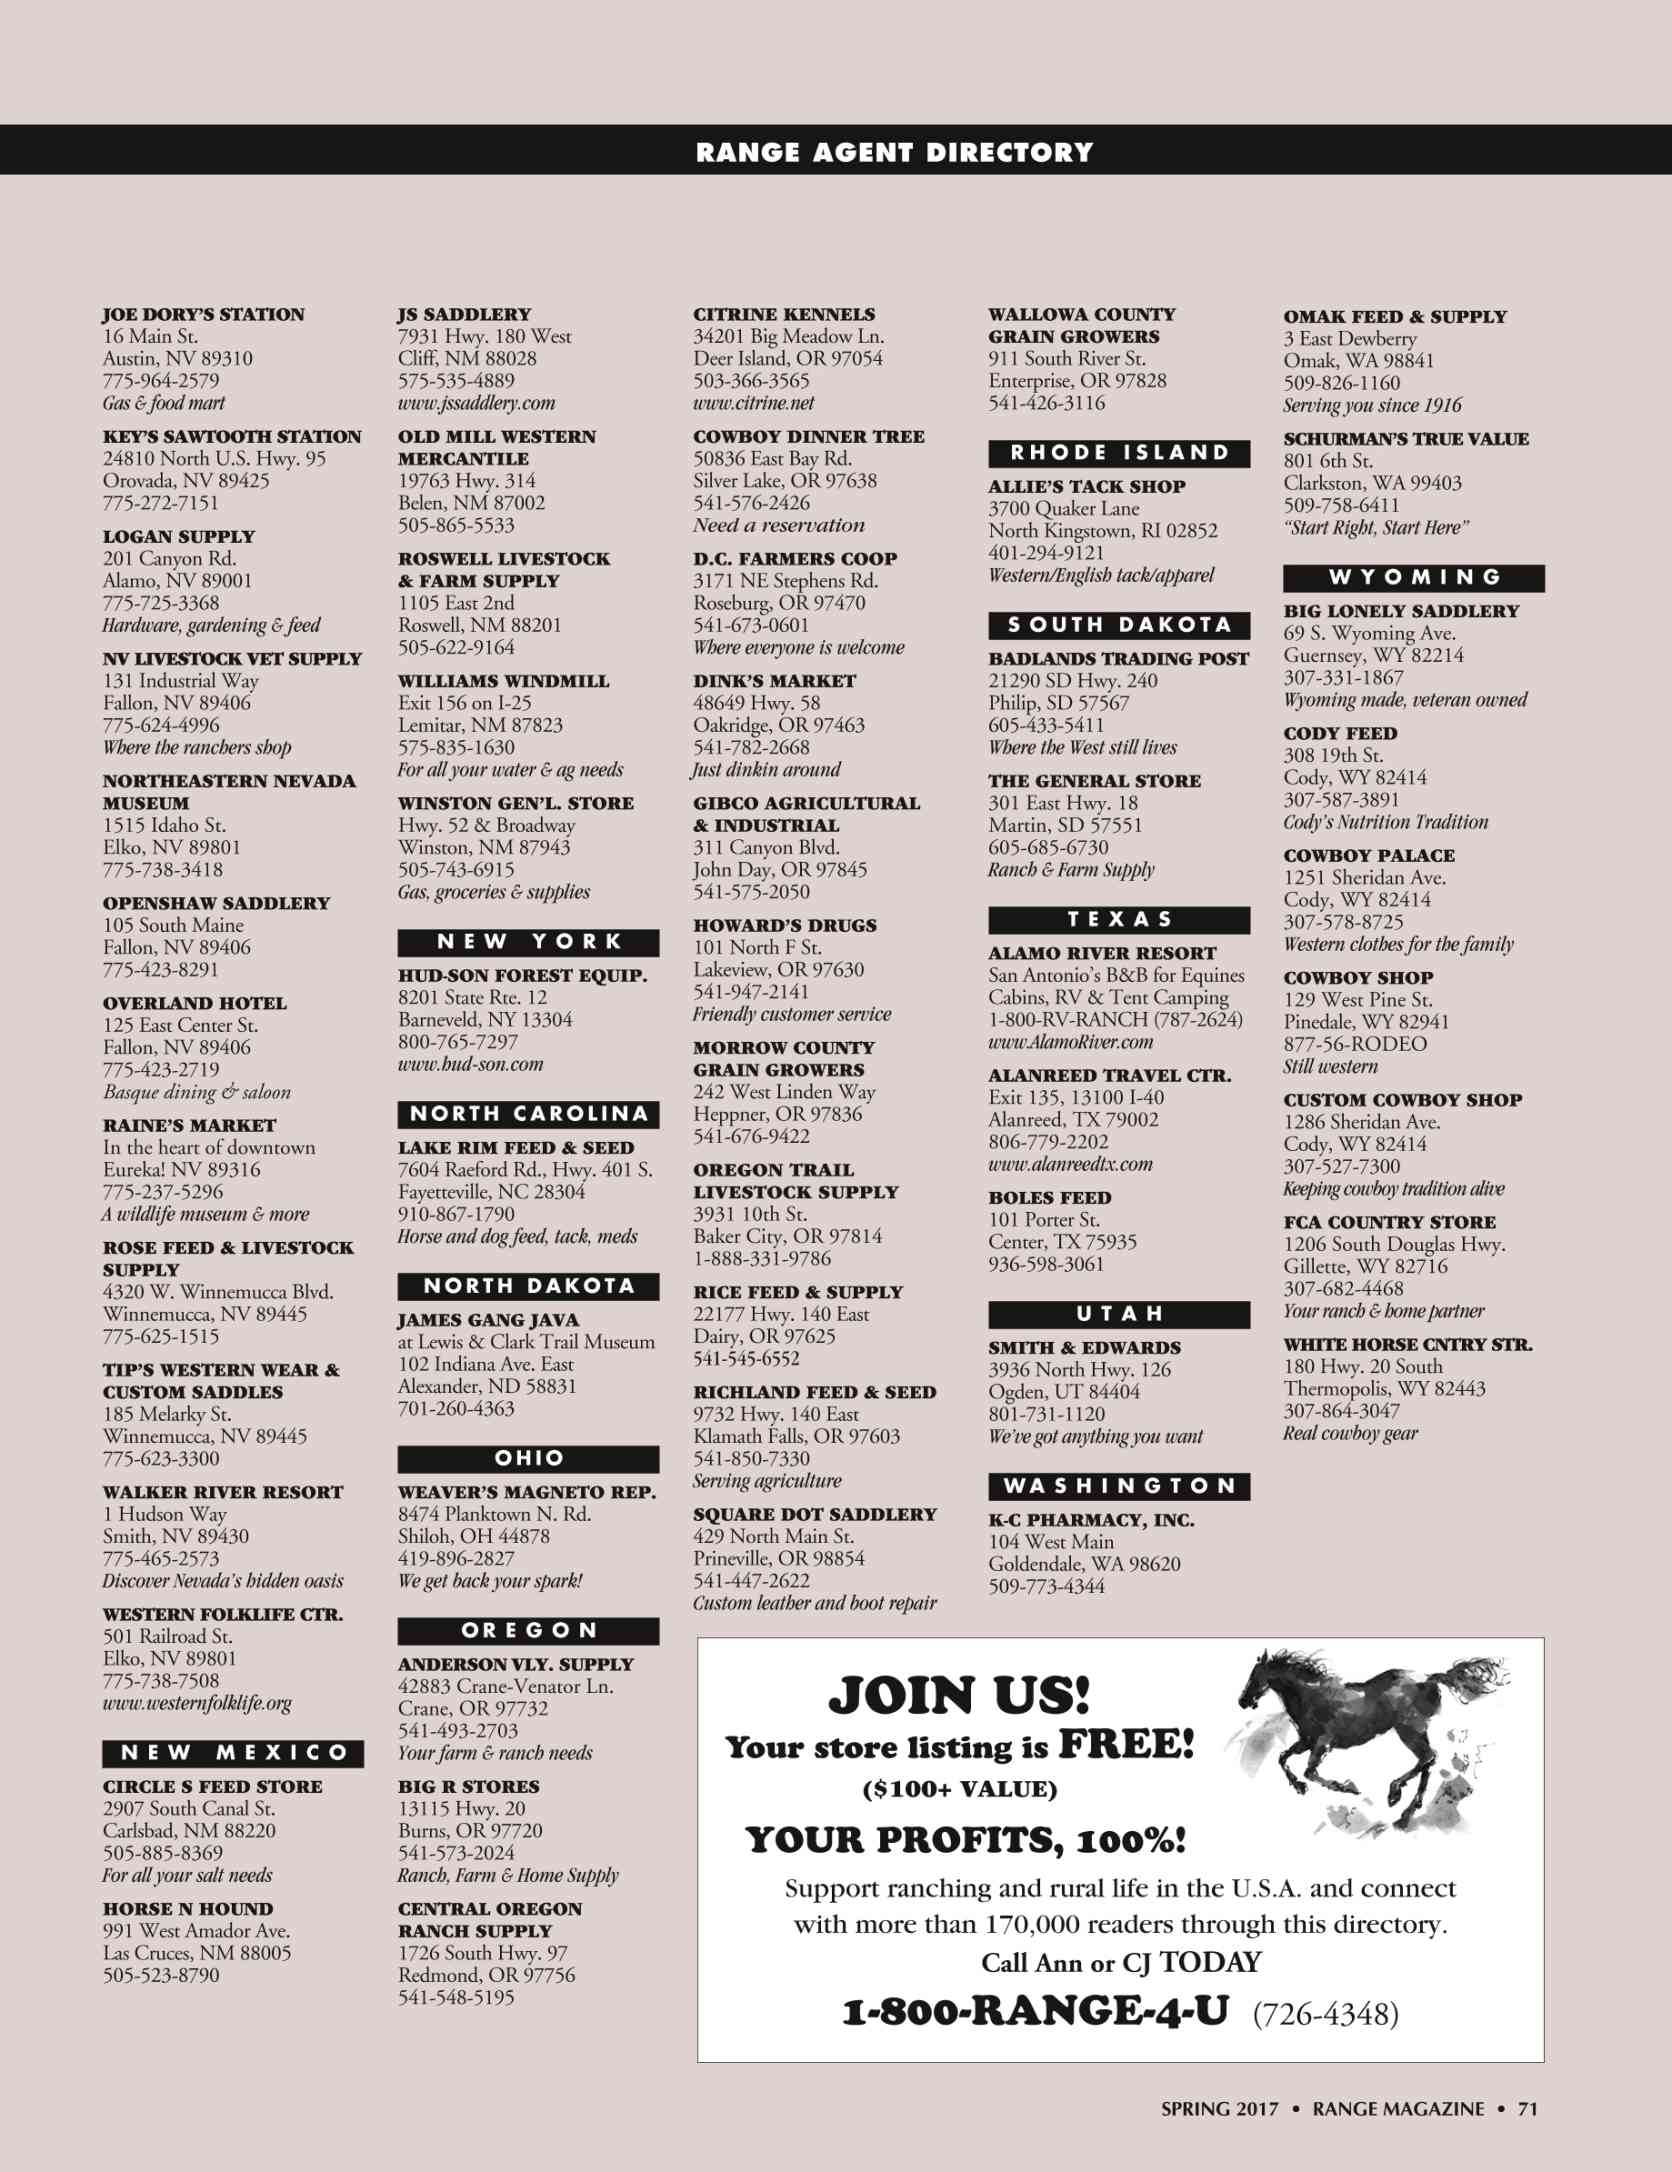 RANGE AGENT DIRECTORY
JOE DORY'S STATION
16 Main St.
Austin, NV 89310
775-964-2579
Gas & food mart
KEY'S SAWTOOTH STATION
24810 North U.S. Hwy. 95
Orovada, NV 89425
775-272-7151
LOGAN SUPPLY
201 Canyon Rd.
Alamo, NV 89001
775-725-3368
Hardware, gardening & feed
NV LIVESTOCK VET SUPPLY
131 Industrial Way
Fallon, NV 89406
775-624-4996
Where the ranchers shop
NORTHEASTERN NEVADA
MUSEUM
1515 Idaho St.
Elko, NV 89801
775-738-3418
OPENSHAW SADDLERY
105 South Maine
Fallon, NV 89406
775-423-8291
OVERLAND HOTEL
125 East Center St.
Fallon, NV 89406
775-423-2719
Basque dining & saloon
RAINE'S MARKET
In the heart of downtown
Eureka! NV 89316
775-237-5296
A wildlife museum & more
ROSE FEED & LIVESTOCK
SUPPLY
4320 W. Winnemucca Blvd.
Winnemucca, NV 89445
775-625-1515
TIP'S WESTERN WEAR &
CUSTOM SADDLES
185 Melarky St.
Winnemucca, NV 89445
775-623-3300
WALKER RIVER RESORT
1 Hudson Way
Smith, NV 89430
775-465-2573
Discover Nevada's hidden oasis
WESTERN FOLKLIFE CTR.
501 Railroad St.
Elko, NV 89801
775-738-7508
www.westernfolklife.org
NEW MEXICO
CIRCLE S FEED STORE
2907 South Canal St.
Carlsbad, NM 88220
505-885-8369
For all your salt needs
HORSE N HOUND
991 West Amador Ave.
Las Cruces, NM 88005
505-523-8790
JS SADDLERY
7931 Hwy. 180 West
Cliff, NM 88028
575-535-4889
www.jssaddlery.com
OLD MILL WESTERN
MERCANTILE
19763 Hwy. 314
Belen, NM 87002
505-865-5533
ROSWELL LIVESTOCK
& FARM SUPPLY
1105 East 2nd
Roswell, NM 88201
505-622-9164
WILLIAMS WINDMILL
Exit 156 on I-25
Lemitar, NM 87823
575-835-1630
For all your water & ag needs
WINSTON GEN'L. STORE
Hwy. 52 & Broadway
Winston, NM 87943
505-743-6915
Gas, groceries & supplies
NEW YORK
HUD-SON FOREST EQUIP.
8201 State Rte. 12
Barneveld, NY 13304
800-765-7297
www.hud-son.com
NORTH CAROLINA
LAKE RIM FEED & SEED
7604 Raeford Rd., Hwy. 401 S.
Fayetteville, NC 28304
910-867-1790
Horse and dog feed, tack, meds
NORTH DAKOTA
JAMES GANG JAVA
at Lewis & Clark Trail Museum
102 Indiana Ave. East
Alexander, ND 58831
701-260-4363
OHIO
WEAVER'S MAGNETO REP.
8474 Planktown N. Rd.
Shiloh, OH 44878
419-896-2827
We get back your spark!
OREGON
ANDERSON VLY. SUPPLY
42883 Crane-Venator Ln.
Crane, OR 97732
541-493-2703
Your farm & ranch needs
BIG R STORES
13115 Hwy. 20
Burns, OR 97720
541-573-2024
Ranch, Farm & Home Supply
CENTRAL OREGON
RANCH SUPPLY
1726 South Hwy. 97
Redmond, OR 97756
541-548-5195
CITRINE KENNELS
34201 Big Meadow Ln.
Deer Island, OR 97054
503-366-3565
www.citrine.net
COWBOY DINNER TREE
50836 East Bay Rd.
Silver Lake, OR 97638
541-576-2426
Need a reservation
D.C. FARMERS COOP
3171 NE Stephens Rd.
Roseburg, OR 97470
541-673-0601
Where everyone is welcome
DINK'S MARKET
48649 Hwy. 58
Oakridge, OR 97463
541-782-2668
Just dinkin around
GIBCO AGRICULTURAL
& INDUSTRIAL
311 Canyon Blvd.
John Day, OR 97845
541-575-2050
HOWARD'S DRUGS
101 North F St.
Lakeview, OR 97630
541-947-2141
Friendly customer service
MORROW COUNTY
GRAIN GROWERS
242 West Linden Way
Heppner, OR 97836
541-676-9422
OREGON TRAIL
LIVESTOCK SUPPLY
3931 10th St.
Baker City, OR 97814
1-888-331-9786
RICE FEED & SUPPLY
22177 Hwy. 140 East
Dairy, OR 97625
541-545-6552
RICHLAND FEED & SEED
9732 Hwy. 140 East
Klamath Falls, OR 97603
541-850-7330
Serving agriculture
SQUARE DOT SADDLERY
429 North Main St.
Prineville, OR 98854
541-447-2622
Custom leather and boot repair
WALLOWA COUNTY
GRAIN GROWERS
911 South River St.
Enterprise, OR 97828
541-426-3116
RHODE ISLAND
ALLIE'S TACK SHOP
3700 Quaker Lane
North Kingstown, RI 02852
401-294-9121
Western/English tack/apparel
SOUTH DAKOTA
BADLANDS TRADING POST
21290 SD Hwy. 240
Philip, SD 57567
605-433-5411
Where the West still lives
THE GENERAL STORE
301 East Hwy. 18
Martin, SD 57551
605-685-6730
Ranch & Farm Supply
TEXAS
ALAMO RIVER RESORT
San Antonio's B&B for Equines
Cabins, RV & Tent Camping
1-800-RV-RANCH (787-2624)
www.AlamoRiver.com
ALANREED TRAVEL CTR.
Exit 135, 13100 I-40
Alanreed, TX 79002
806-779-2202
www.alanreedtx.com
BOLES FEED
101 Porter St.
Center, TX 75935
936-598-3061
UTAH
SMITH & EDWARDS
3936 North Hwy. 126
Ogden, UT 84404
801-731-1120
We've got anything you want
WASHINGTON
K-C PHARMACY, INC.
104 West Main
Goldendale, WA 98620
509-773-4344
OMAK FEED & SUPPLY
3 East Dewberry
Omak, WA 98841
509-826-1160
Serving you since 1916
SCHURMAN'S TRUE VALUE
801 6th St.
Clarkston, WA 99403
509-758-6411
"Start Right, Start Here"
WYOMING
BIG LONELY SADDLERY
69 S. Wyoming Ave.
Guernsey, WY 82214
307-331-1867
Wyoming made, veteran owned
CODY FEED
308 19th St.
Cody, WY 82414
307-587-3891
Cody's Nutrition Tradition
COWBOY PALACE
1251 Sheridan Ave.
Cody, WY 82414
307-578-8725
Western clothes for the family
COWBOY SHOP
129 West Pine St.
Pinedale, WY 82941
877-56-RODEO
Still western
CUSTOM COWBOY SHOP
1286 Sheridan Ave.
Cody, WY 82414
307-527-7300
Keeping cowboy tradition alive
FCA COUNTRY STORE
1206 South Douglas Hwy.
Gillette, WY 82716
307-682-4468
Your ranch & home partner
WHITE HORSE CNTRY STR.
180 Hwy. 20 South
Thermopolis, WY 82443
307-864-3047
Real cowboy gear
JOIN US!
Your store listing is FREE!
($100+ VALUE)
YOUR PROFITS, 100%!
Support ranching and rural life in the U.S.A. and connect
with more than 170,000 readers through this directory.
Call Ann or CJ TODAY
1-800-RANGE-4-U (726-4348)
SPRING 2017 • RANGE MAGAZINE • 71